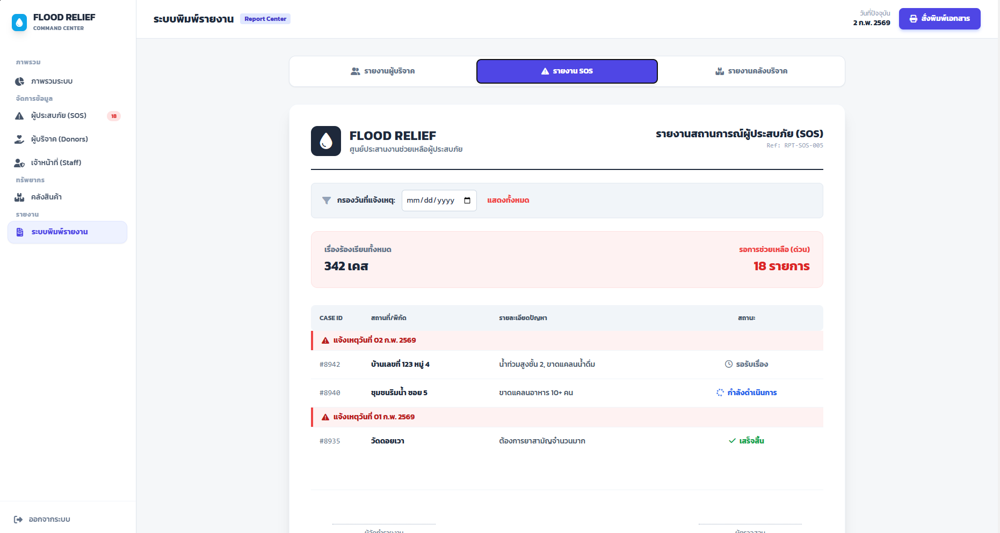 FLOOD RELIEF
COMMAND CENTER
ภาพรวม
ภาพรวมระบบ
จัดการข้อมูล
ผู้ประสบภัย (SOS)
18
ผู้บริจาค (Donors)
เจ้าหน้าที่ (Staff)
ทรัพยากร
คลังสินค้า
รายงาน
ระบบพิมพ์รายงาน
ออกจากระบบ
ระบบพิมพ์รายงาน
Report Center
วันที่ปัจจุบัน
2 ก.พ. 2569
สั่งพิมพ์เอกสาร
รายงานผู้บริจาค
รายงาน SOS
รายงานคลังบริจาค
FLOOD RELIEF
ศูนย์ประสานงานช่วยเหลือผู้ประสบภัย
รายงานสถานการณ์ผู้ประสบภัย (SOS)
Ref: RPT-SOS-005
กรองวันที่แจ้งเหตุ:
mm/dd/yyyy
แสดงทั้งหมด
เรื่องร้องเรียนทั้งหมด
342 เคส
รอการช่วยเหลือ (ด่วน)
18 รายการ
CASE ID สถานที่/พิกัด รายละเอียดปัญหา สถานะ
แจ้งเหตุวันที่ 02 ก.พ. 2569
#8942 บ้านเลขที่ 123 หมู่ 4 น้ำท่วมสูงชั้น 2, ขาดแคลนน้ำดื่ม รอรับเรื่อง
#8940 ชุมชนริมน้ำ ซอย 5 ขาดแคลนอาหาร 10+ คน กำลังดำเนินการ
แจ้งเหตุวันที่ 01 ก.พ. 2569
#8935 วัดดอยเวา ต้องการยาสามัญจำนวนมาก เสร็จสิ้น
ผู้จัดทำรายงาน
ผู้ตรวจสอบ